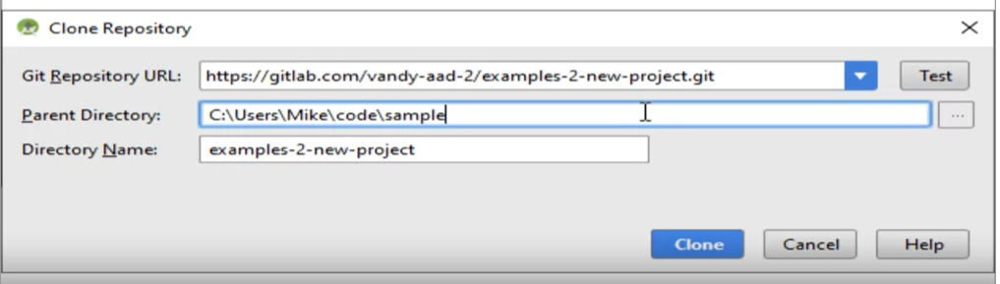 Clone Repository
Git Repository URL: https://gitlab.com/vandy-aad-2/examples-2-new-project.git Test
Parent Directory: C:\Users\Mike\code\sample ...
Directory Name: examples-2-new-project
Clone Cancel Help